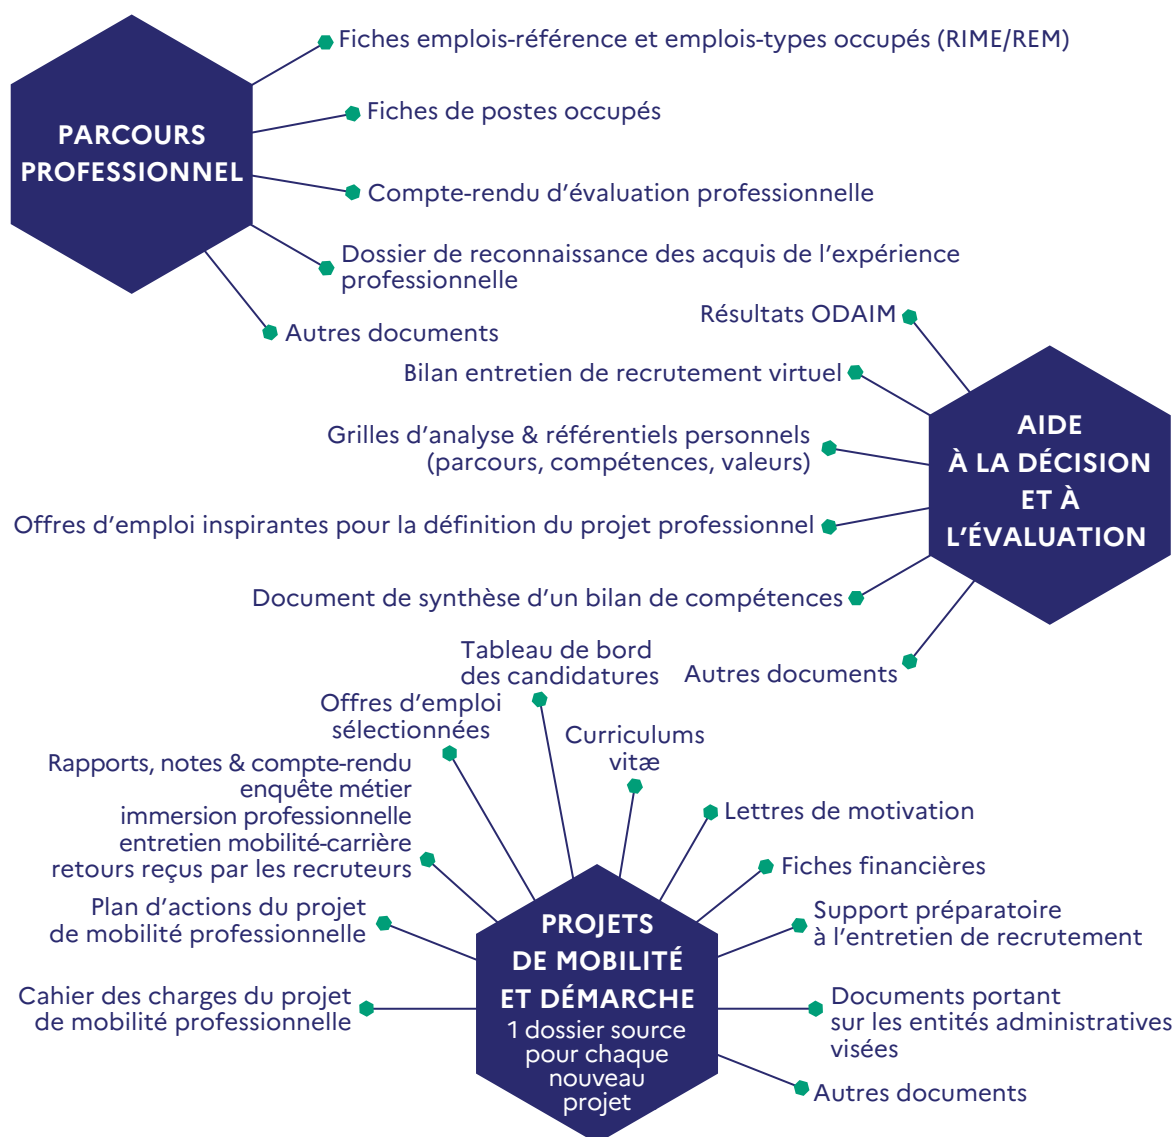 PARCOURS
PROFESSIONNEL
Fiches emplois-référence et emplois-types occupés (RIME/REM)
Fiches de postes occupés
Compte-rendu d’évaluation professionnelle
Dossier de reconnaissance des acquis de l’expérience
professionnelle
Autres documents
AIDE
À LA DÉCISION
ET À
L’ÉVALUATION
Résultats ODAIM
Bilan entretien de recrutement virtuel
Grilles d’analyse & référentiels personnels
(parcours, compétences, valeurs)
Offres d’emploi inspirantes pour la définition du projet professionnel
Document de synthèse d’un bilan de compétences
Autres documents
PROJETS
DE MOBILITÉ
ET DÉMARCHE
1 dossier source
pour chaque
nouveau
projet
Cahier des charges du projet
de mobilité professionnelle
Plan d’actions du projet
de mobilité professionnelle
Rapports, notes & compte-rendu
enquête métier
immersion professionnelle
entretien mobilité-carrière
retours reçus par les recruteurs
Offres d’emploi
sélectionnées
Tableau de bord
des candidatures
Curriculums
vitæ
Lettres de motivation
Fiches financières
Support préparatoire
à l’entretien de recrutement
Documents portant
sur les entités administratives
visées
Autres documents